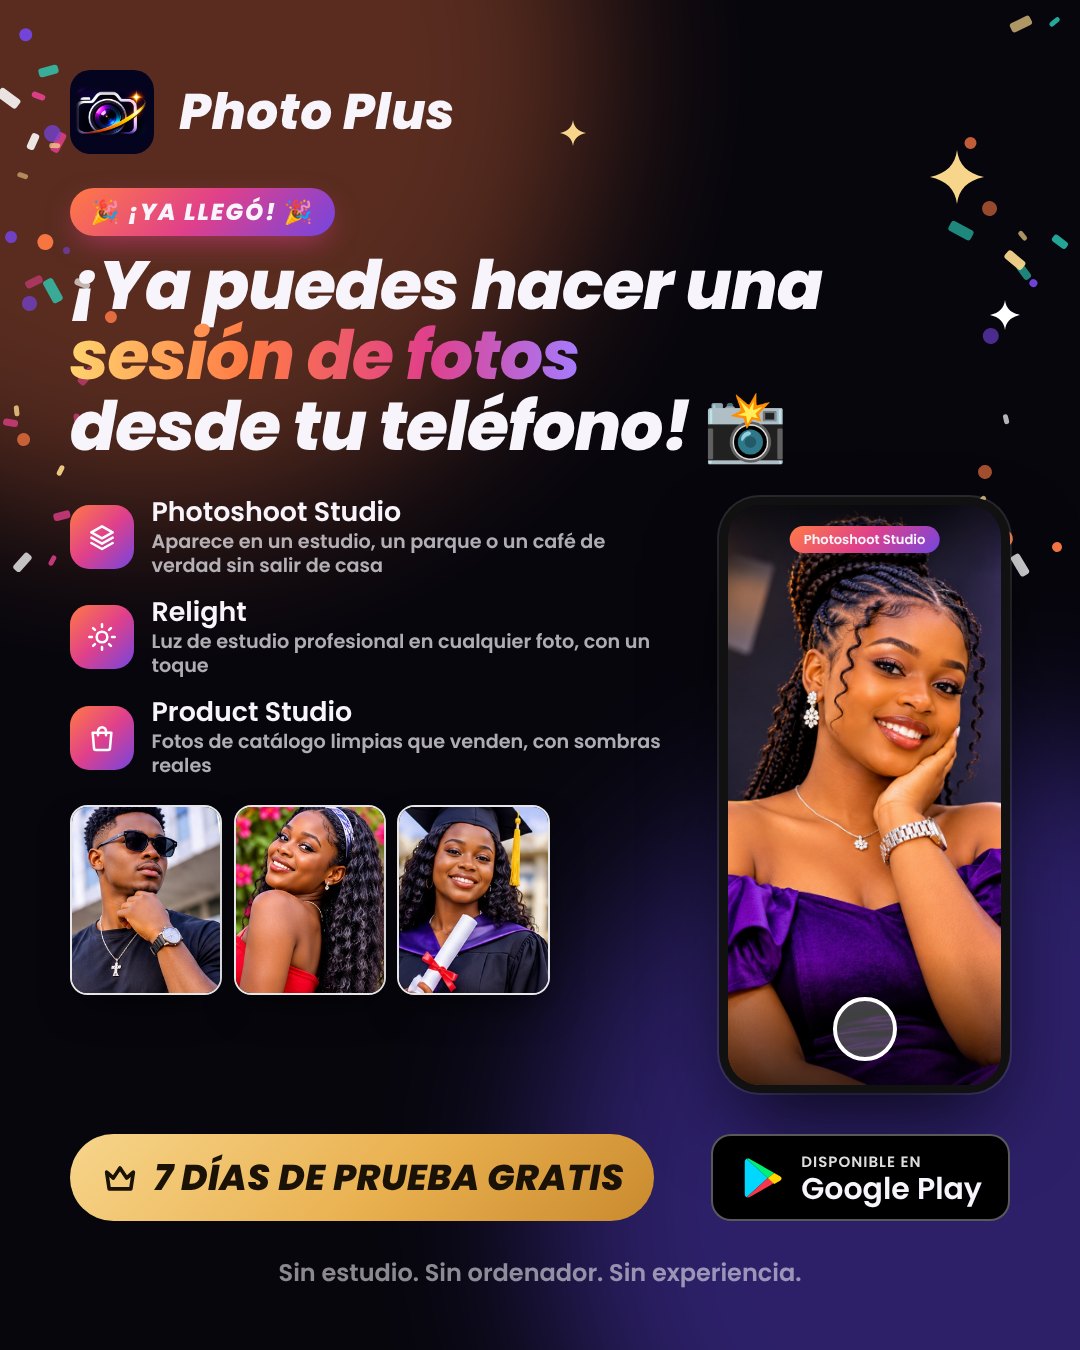 Photo Plus
🎉 ¡YA LLEGÓ! 🎉
¡Ya puedes hacer una
sesión de fotos
desde tu teléfono! 📸
Photoshoot Studio
Aparece en un estudio, un parque o un café de
verdad sin salir de casa
Relight
Luz de estudio profesional en cualquier foto, con un
toque
Product Studio
Fotos de catálogo limpias que venden, con sombras
reales
Photoshoot Studio
7 DÍAS DE PRUEBA GRATIS
DISPONIBLE EN
Google Play
Sin estudio. Sin ordenador. Sin experiencia.